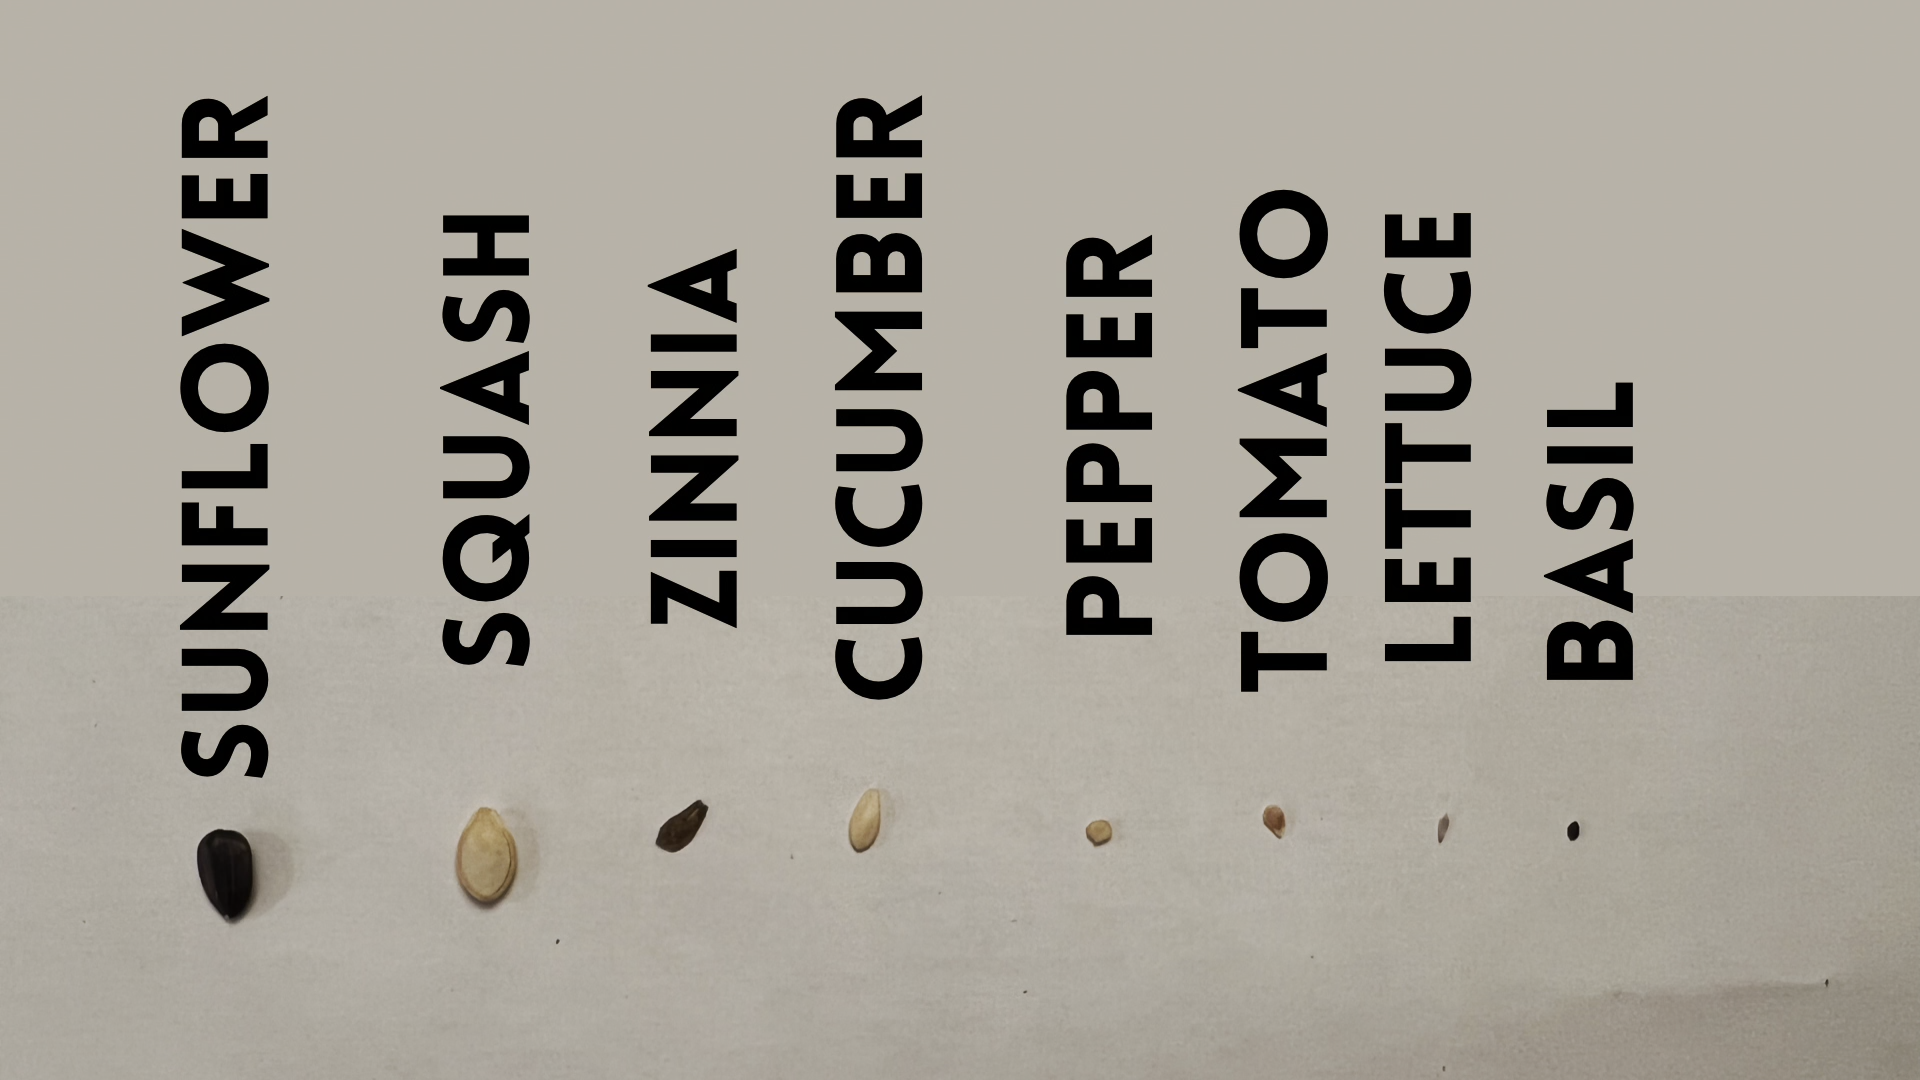 SUNFLOWER
SQUASH
ZINNIA
CUCUMBER
PEPPER
TOMATO
LETTUCE
BASIL